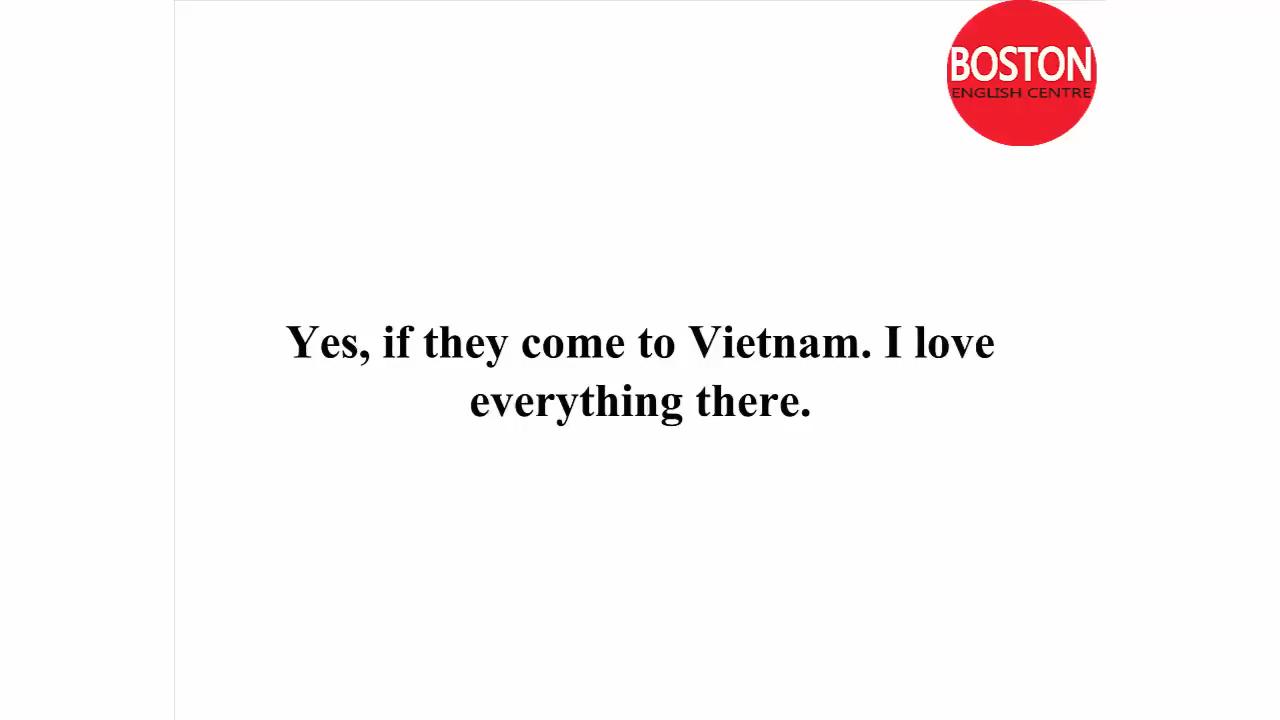 BOSTON
ENGLISH CENTRE
Yes, if they come to Vietnam. I love
everything there.